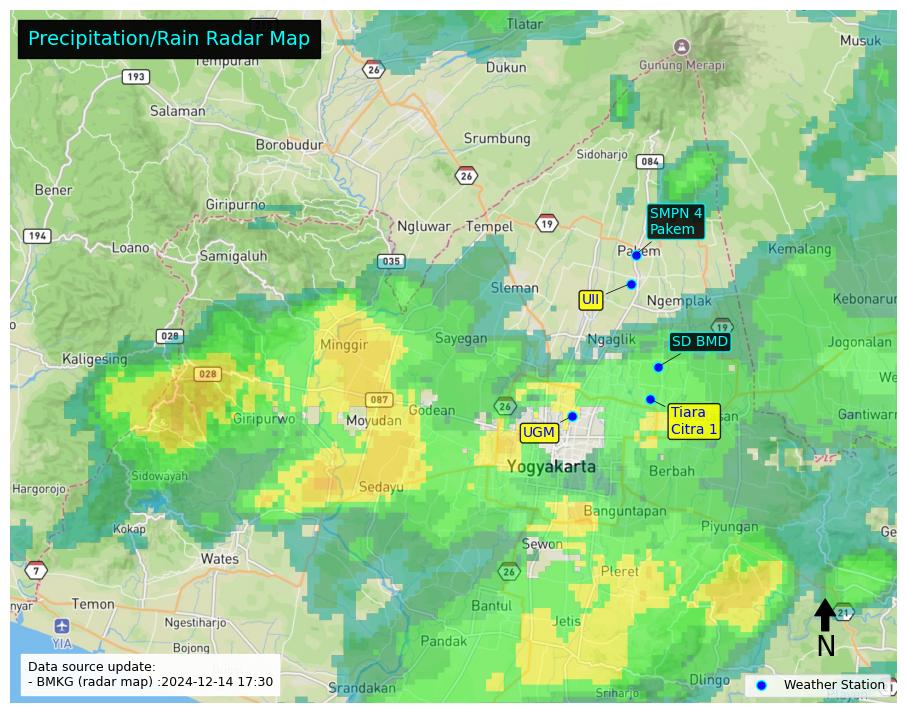 Precipitation/Rain Radar Map
Tlatar
Musuk
Gunung Merapi
26
Dukun
193
Salaman
Srumbung
Borobudur
Sidoharjo
084
26
Bener
Giripurno
SMPN 4
Pakem
19
Ngluwar
Tempel
194
Loano
Samigaluh
035
Pakem
Kemalang
Sleman
UII
Ngemplak
Kebonarum
028
19
Kaligesing
Minggir
Sayegan
Ngaglik
SD BMD
Jogonalan
028
087
Godean
26
Giripurwo
Moyudan
UGM
Tiara
Citra 1
Gantiwarn
Yogyakarta
Berbah
Sidowayah
Sedayu
Hargorojo
Kokap
Banguntapan
Piyungan
Sewon
Wates
7
26
Pleret
Temon
Bantul
21
Ngestiharjo
Jetis
YIA
Pandak
N
Bojong
Data source update:
- BMKG (radar map) :2024-12-14 17:30
Srandakan
Sriharjo
Dlingo
Weather Station